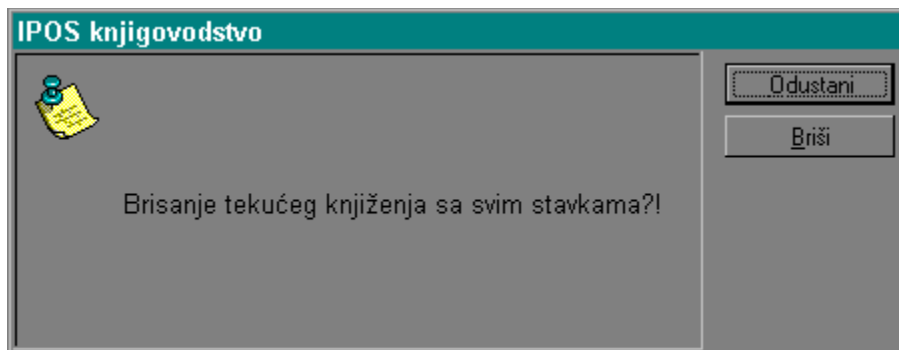 IPOS knjigovodstvo
Odustani
Briši
Brisanje tekućeg knjiženja sa svim stavkama?!